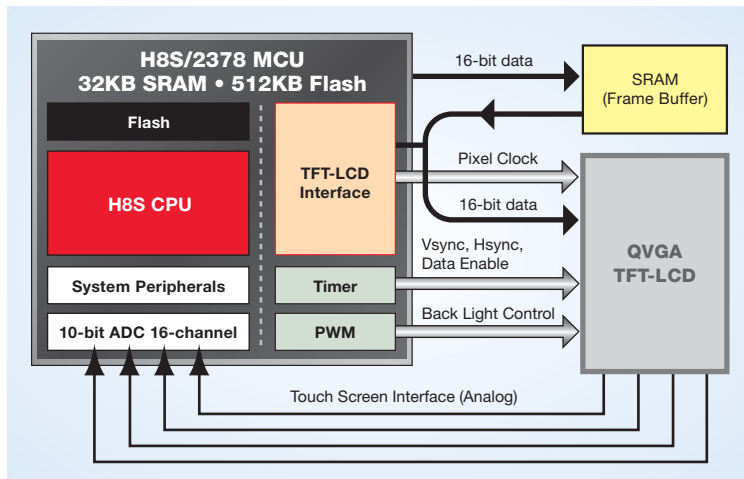 H8S/2378 MCU
32KB SRAM • 512KB Flash
Flash
H8S CPU
System Peripherals
10-bit ADC 16-channel
TFT-LCD
Interface
Timer
PWM
16-bit data
SRAM
(Frame Buffer)
Pixel Clock
16-bit data
Vsync, Hsync,
Data Enable
Back Light Control
QVGA
TFT-LCD
Touch Screen Interface (Analog)